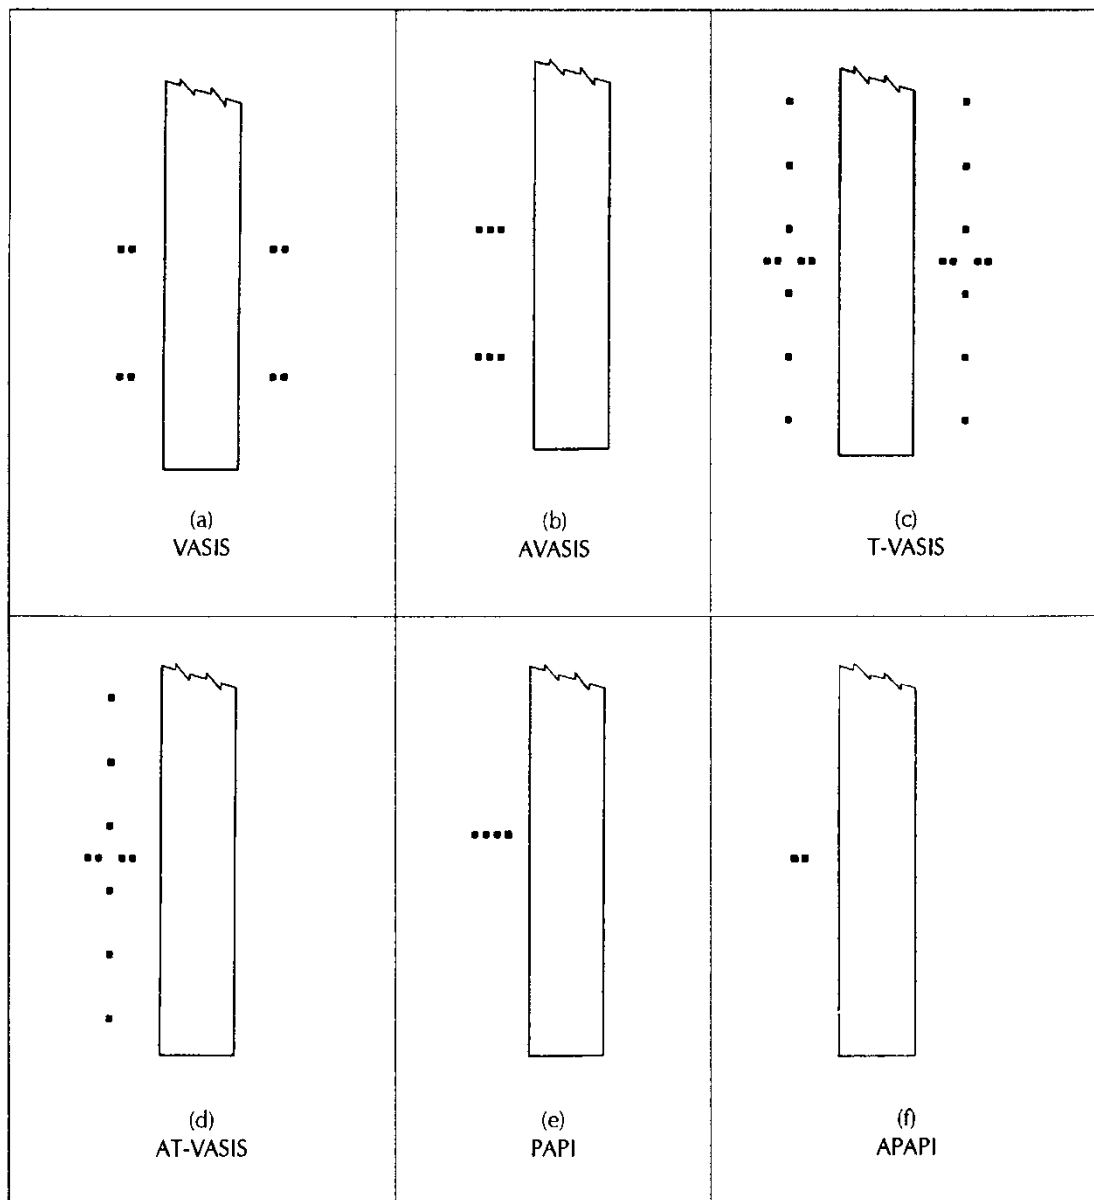 (a)
VASIS
(b)
AVASIS
(c)
T-VASIS
(d)
AT-VASIS
(e)
PAPI
(f)
APAPI